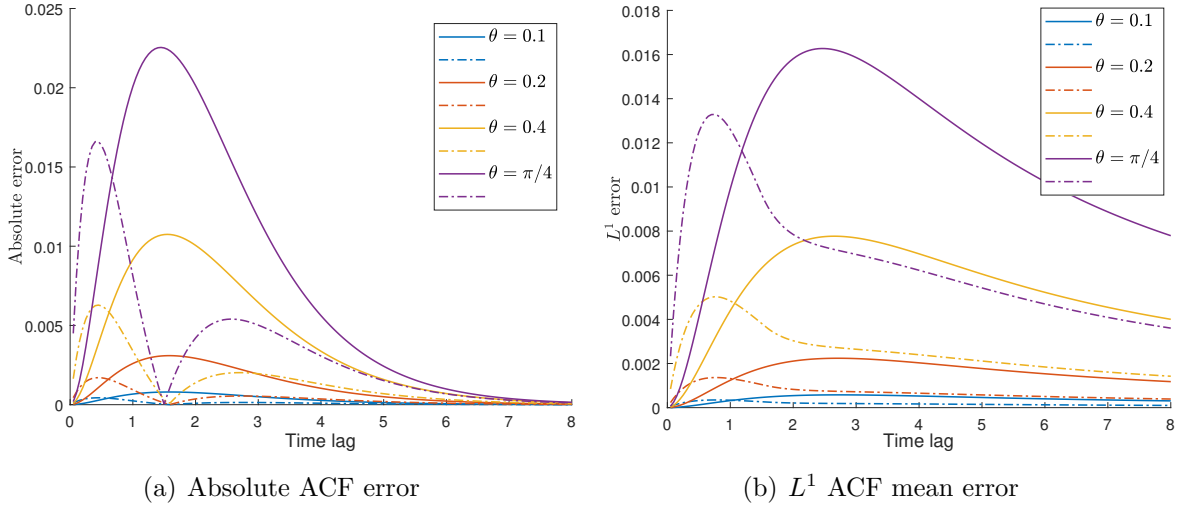 0.025
0.02
0.015
0.01
0.005
0
Absolute error
0 1 2 3 4 5 6 7 8
Time lag
θ = 0.1
θ = 0.2
θ = 0.4
θ = π/4
(a) Absolute ACF error
0.018
0.016
0.014
0.012
0.01
0.008
0.006
0.004
0.002
0
L¹ error
0 1 2 3 4 5 6 7 8
Time lag
θ = 0.1
θ = 0.2
θ = 0.4
θ = π/4
(b) L¹ ACF mean error